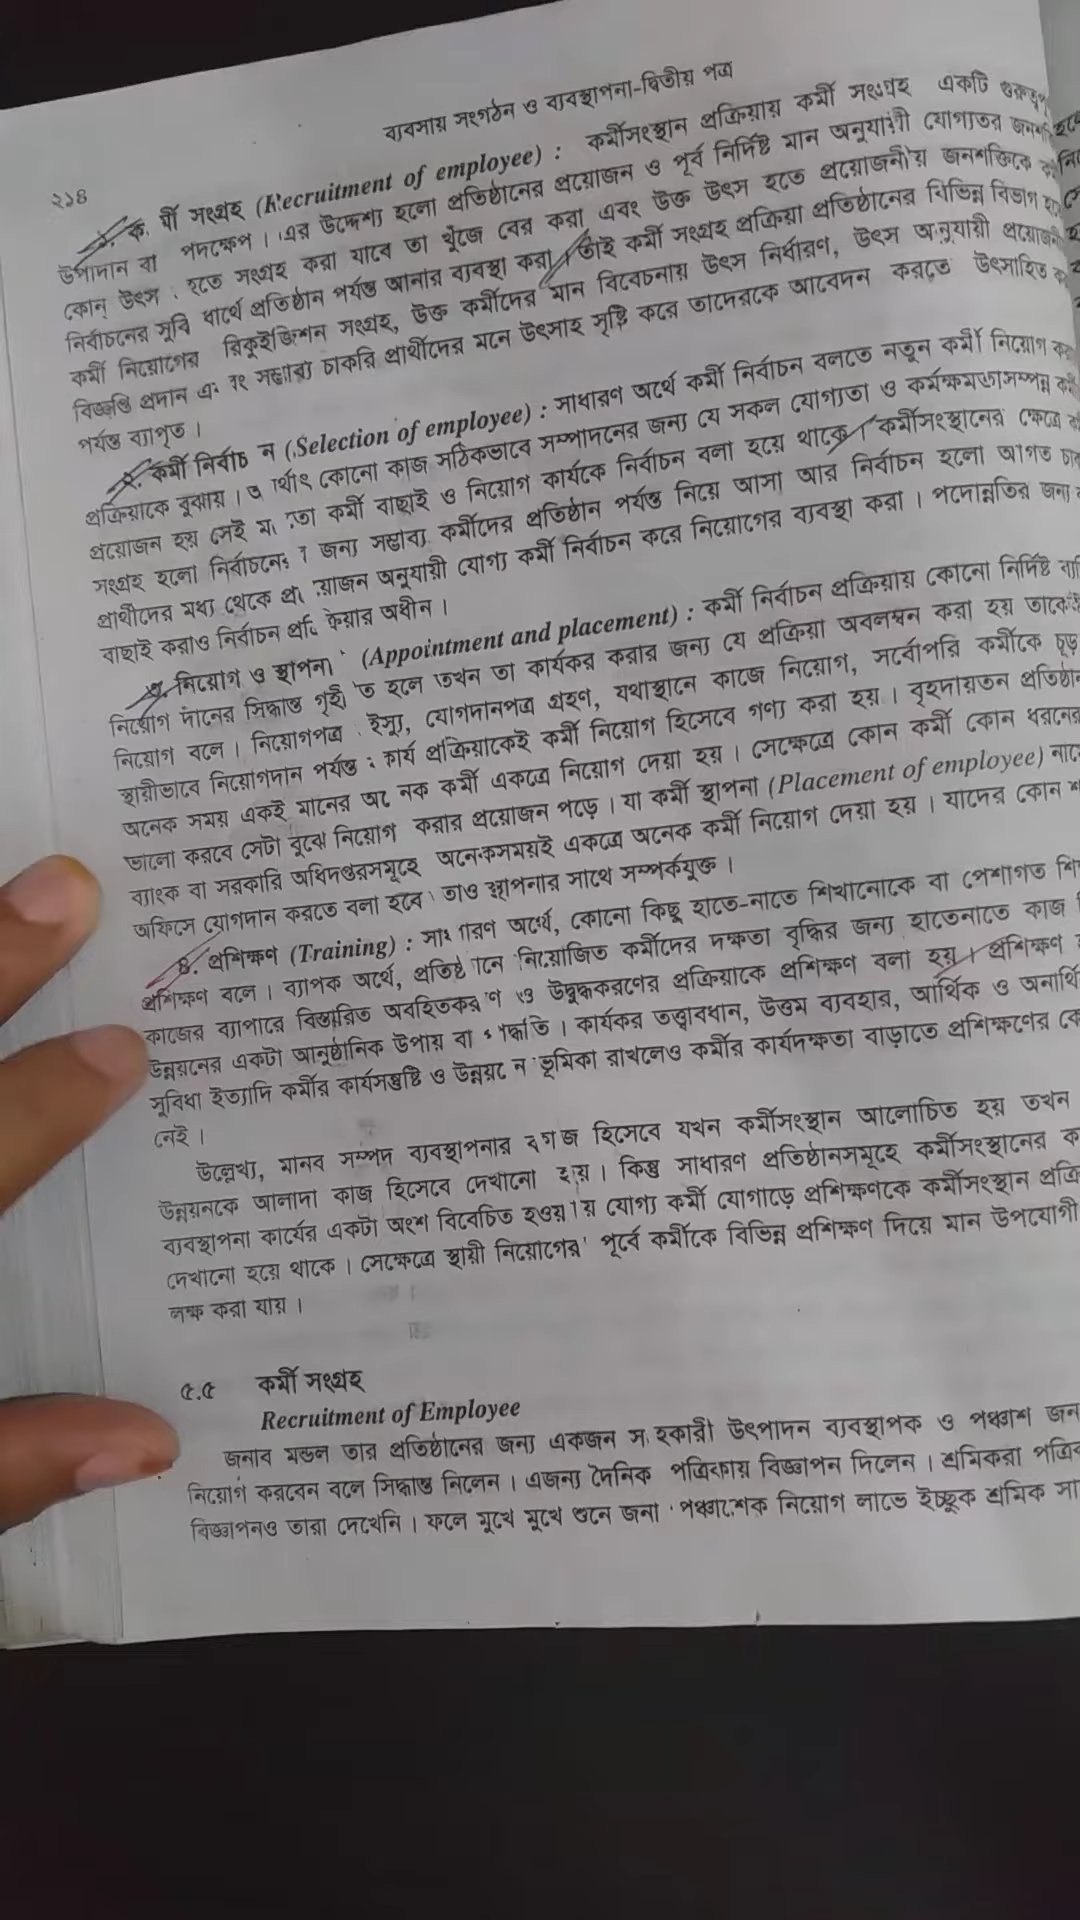 ব্যবসায় সংগঠন ও ব্যবস্থাপনা-দ্বিতীয় পত্র
২১৪
১. কর্মী সংগ্রহ (Recruitment of employee) : কর্মীসংস্থান প্রক্রিয়ায় কর্মী সংগ্রহ একটি
উপাদান বা পদক্ষেপ। এর উদ্দেশ্য হলো প্রতিষ্ঠানের প্রয়োজন ও পূর্ব নির্দিষ্ট মান অনুযায়ী যোগ্যতর
কোন্ উৎস হতে সংগ্রহ করা যাবে তা খুঁজে বের করা এবং উক্ত উৎস হতে প্রয়োজনীয় জনশক্তিকে
নির্বাচনের সুবিধার্থে প্রতিষ্ঠান পর্যন্ত আনার ব্যবস্থা করা। তাই কর্মী সংগ্রহ প্রক্রিয়া প্রতিষ্ঠানের বিভিন্ন বিভাগ
কর্মী নিয়োগের রিকুইজিশন সংগ্রহ, উক্ত কর্মীদের মান বিবেচনায় উৎস নির্ধারণ, উৎস অনুযায়ী
বিজ্ঞপ্তি প্রদান এবং সম্ভাব্য চাকরি প্রার্থীদের মনে উৎসাহ সৃষ্টি করে তাদেরকে আবেদন করতে উৎসাহিত
পর্যন্ত ব্যাপৃত।
২. কর্মী নির্বাচন (Selection of employee) : সাধারণ অর্থে কর্মী নির্বাচন বলতে নতুন কর্মী নিয়োগ
প্রক্রিয়াকে বুঝায়। অর্থাৎ কোনো কাজ সঠিকভাবে সম্পাদনের জন্য যে সকল যোগ্যতা ও কর্মক্ষমতাসম্পন্ন
প্রয়োজন হয় সেই মতো কর্মী বাছাই ও নিয়োগ কার্যকে নির্বাচন বলা হয়ে থাকে। কর্মীসংস্থানের ক্ষেত্রে
সংগ্রহ হলো নির্বাচনের জন্য সম্ভাব্য কর্মীদের প্রতিষ্ঠান পর্যন্ত নিয়ে আসা আর নির্বাচন হলো আগত
প্রার্থীদের মধ্য থেকে প্রয়োজন অনুযায়ী যোগ্য কর্মী নির্বাচন করে নিয়োগের ব্যবস্থা করা। পদোন্নতির জন্য
বাছাই করাও নির্বাচন প্রক্রিয়ার অধীন।
৩. নিয়োগ ও স্থাপনা (Appointment and placement) : কর্মী নির্বাচন প্রক্রিয়ায় কোনো নির্দিষ্ট
নিয়োগ দানের সিদ্ধান্ত গৃহীত হলে তখন তা কার্যকর করার জন্য যে প্রক্রিয়া অবলম্বন করা হয় তাকে
নিয়োগ বলে। নিয়োগপত্র ইস্যু, যোগদানপত্র গ্রহণ, যথাস্থানে কাজে নিয়োগ, সর্বোপরি কর্মীকে
স্থায়ীভাবে নিয়োগদান পর্যন্ত কার্য প্রক্রিয়াকেই কর্মী নিয়োগ হিসেবে গণ্য করা হয়। বৃহদায়তন
অনেক সময় একই মানের অনেক কর্মী একত্রে নিয়োগ দেয়া হয়। সেক্ষেত্রে কোন কর্মী কোন ধরনের
ভালো করবে সেটা বুঝে নিয়োগ করার প্রয়োজন পড়ে। যা কর্মী স্থাপনা (Placement of employee)
ব্যাংক বা সরকারি অধিদপ্তরসমূহে অনেকসময়ই একত্রে অনেক কর্মী নিয়োগ দেয়া হয়। যাদের কোন
অফিসে যোগদান করতে বলা হবে তাও স্থাপনার সাথে সম্পর্কযুক্ত।
৪. প্রশিক্ষণ (Training) : সাধারণ অর্থে, কোনো কিছু হাতে-নাতে শিখানোকে বা পেশাগত
প্রশিক্ষণ বলে। ব্যাপক অর্থে, প্রতিষ্ঠানে নিয়োজিত কর্মীদের দক্ষতা বৃদ্ধির জন্য হাতেনাতে কাজ
কাজের ব্যাপারে বিস্তারিত অবহিতকরণ ও উদ্বুদ্ধকরণের প্রক্রিয়াকে প্রশিক্ষণ বলা হয়। প্রশিক্ষণ
উন্নয়নের একটা আনুষ্ঠানিক উপায় বা পদ্ধতি। কার্যকর তত্ত্বাবধান, উত্তম ব্যবহার, আর্থিক ও
সুবিধা ইত্যাদি কর্মীর কার্যসন্তুষ্টি ও উন্নয়নে ভূমিকা রাখলেও কর্মীর কার্যদক্ষতা বাড়াতে প্রশিক্ষণের
নেই।
উল্লেখ্য, মানব সম্পদ ব্যবস্থাপনার কাজ হিসেবে যখন কর্মীসংস্থান আলোচিত হয় তখন
উন্নয়নকে আলাদা কাজ হিসেবে দেখানো হয়। কিন্তু সাধারণ প্রতিষ্ঠানসমূহে কর্মীসংস্থানের
ব্যবস্থাপনা কার্যের একটা অংশ বিবেচিত হওয়ায় যোগ্য কর্মী যোগাড়ে প্রশিক্ষণকে কর্মীসংস্থান
দেখানো হয়ে থাকে। সেক্ষেত্রে স্থায়ী নিয়োগের পূর্বে কর্মীকে বিভিন্ন প্রশিক্ষণ দিয়ে মান উপযোগী
লক্ষ করা যায়।
৫.৫ কর্মী সংগ্রহ
Recruitment of Employee
জনাব মন্ডল তার প্রতিষ্ঠানের জন্য একজন সহকারী উৎপাদন ব্যবস্থাপক ও পঞ্চাশ জন
নিয়োগ করবেন বলে সিদ্ধান্ত নিলেন। এজন্য দৈনিক পত্রিকায় বিজ্ঞাপন দিলেন। শ্রমিকরা
বিজ্ঞাপনও তারা দেখেনি। ফলে মুখে মুখে শুনে জনা পঞ্চাশেক নিয়োগ লাভে ইচ্ছুক শ্রমিক